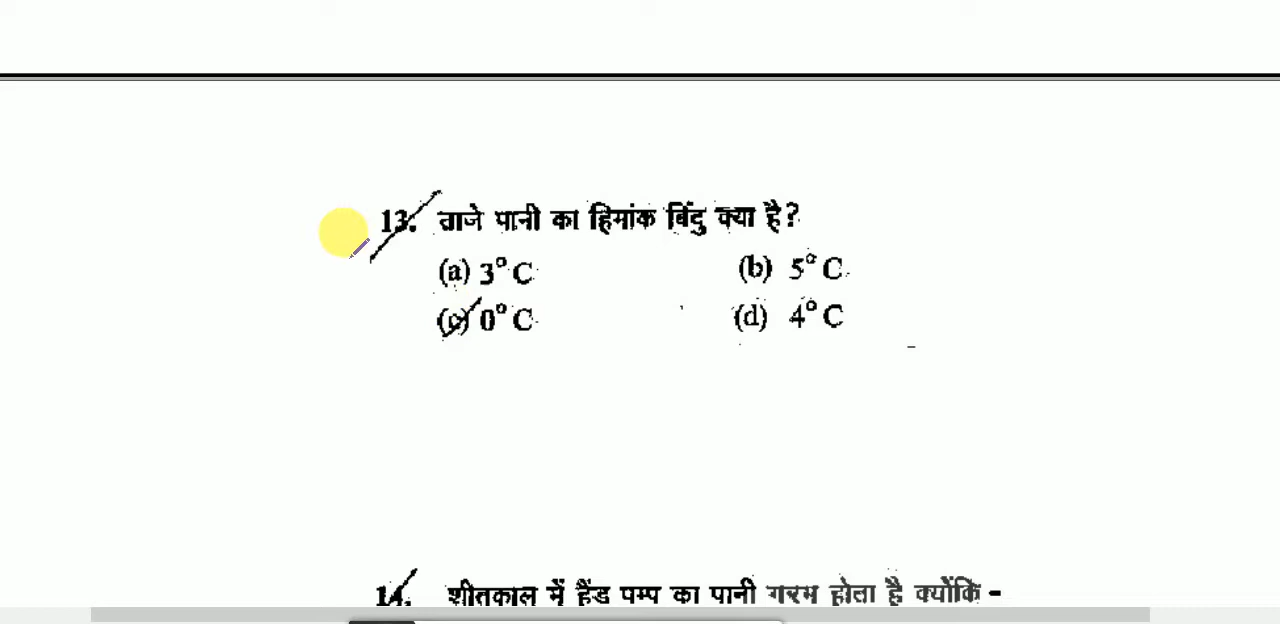 13. ताजे पानी का हिमांक बिंदु क्या है?
(a) 3° C (b) 5° C
(c) 0° C (d) 4° C
14. शीतकाल में हैंड पम्प का पानी गरम होता है क्योंकि -